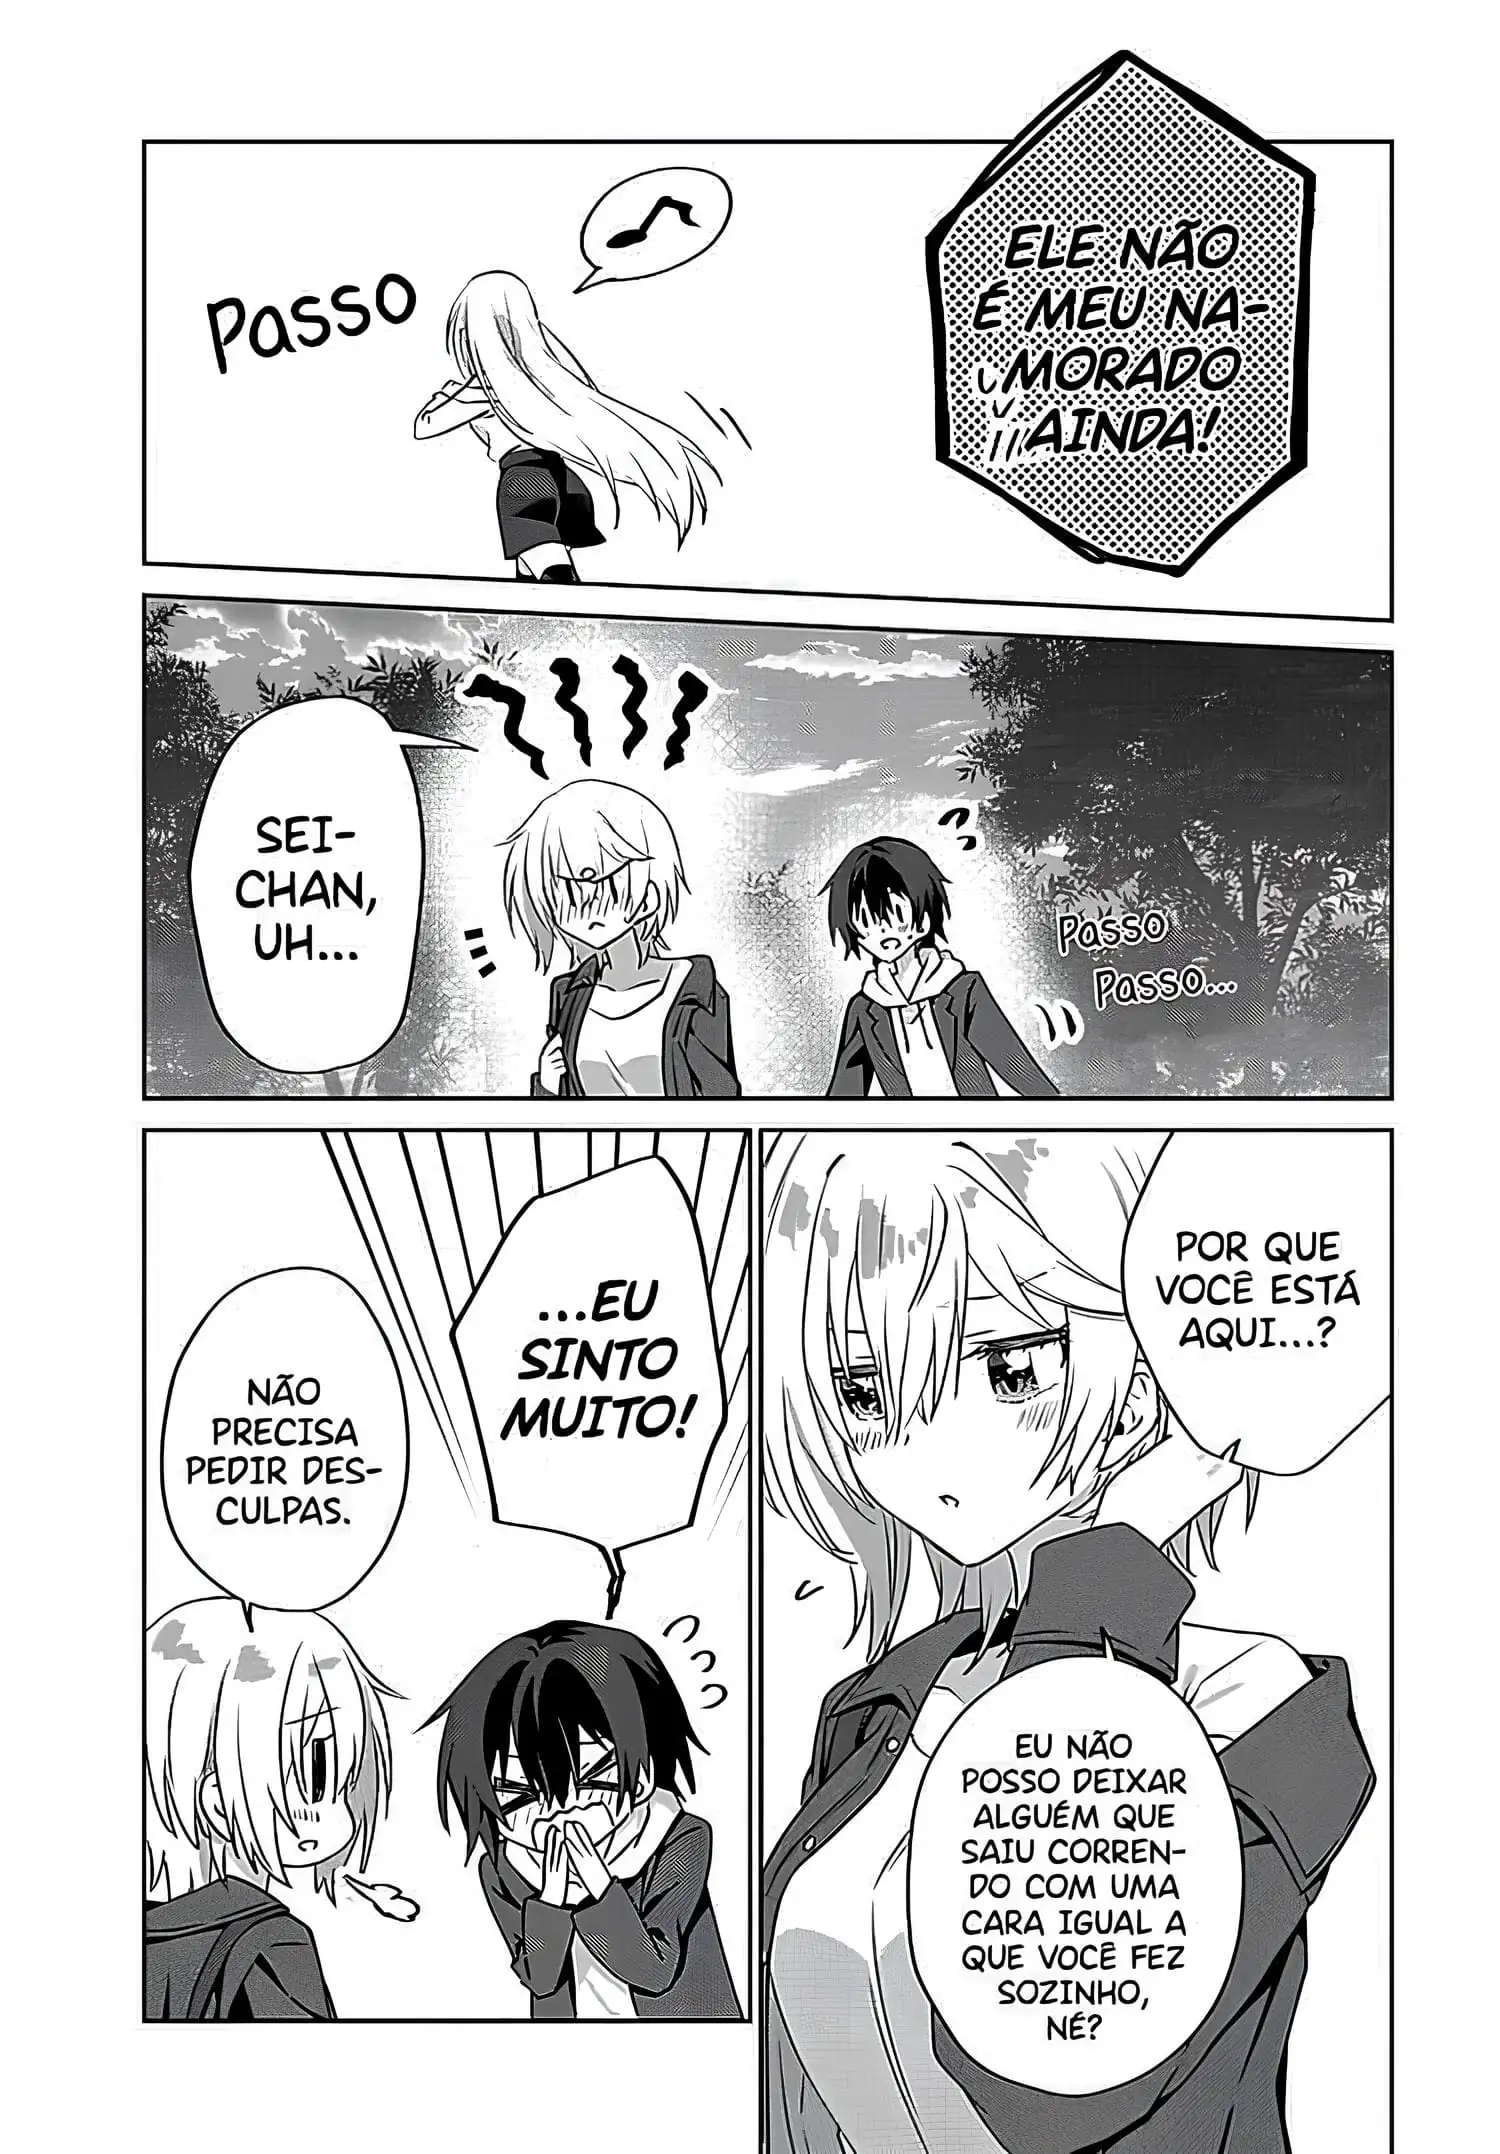 ELE NÃO
É MEU NA-
MORADO
AINDA!
PASSO
SEI-
CHAN,
UH...
PASSO
PASSO...
POR QUE
VOCÊ ESTÁ
AQUI...?
EU NÃO
POSSO DEIXAR
ALGUÉM QUE
SAIU CORREN-
DO COM UMA
CARA IGUAL A
QUE VOCÊ FEZ
SOZINHO,
NÉ?
...EU
SINTO
MUITO!
NÃO
PRECISA
PEDIR DES-
CULPAS.